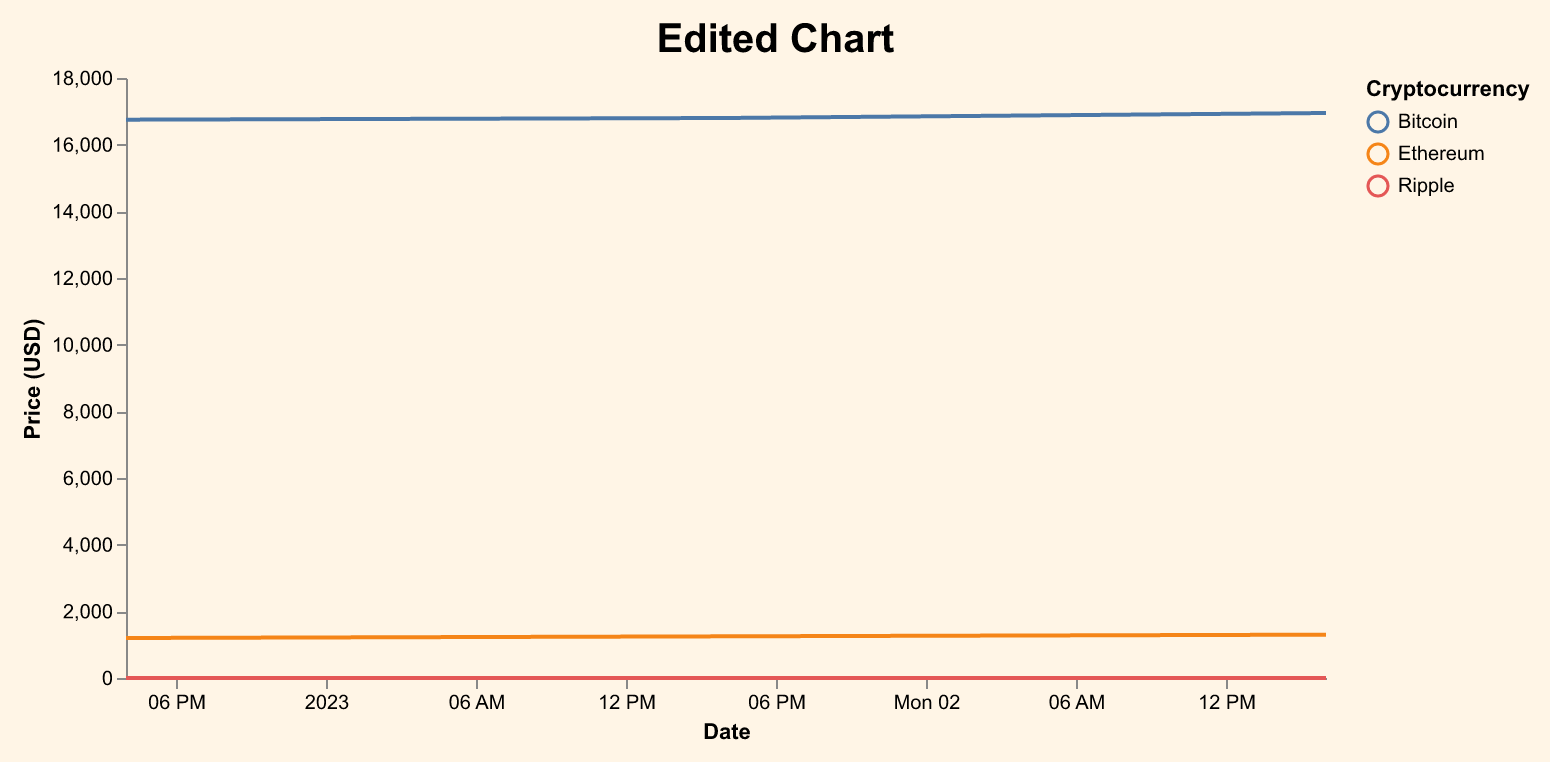 Edited Chart
Price (USD)
18,000
16,000
14,000
12,000
10,000
8,000
6,000
4,000
2,000
0
06 PM 2023 06 AM 12 PM 06 PM Mon 02 06 AM 12 PM
Date
Cryptocurrency
Bitcoin
Ethereum
Ripple